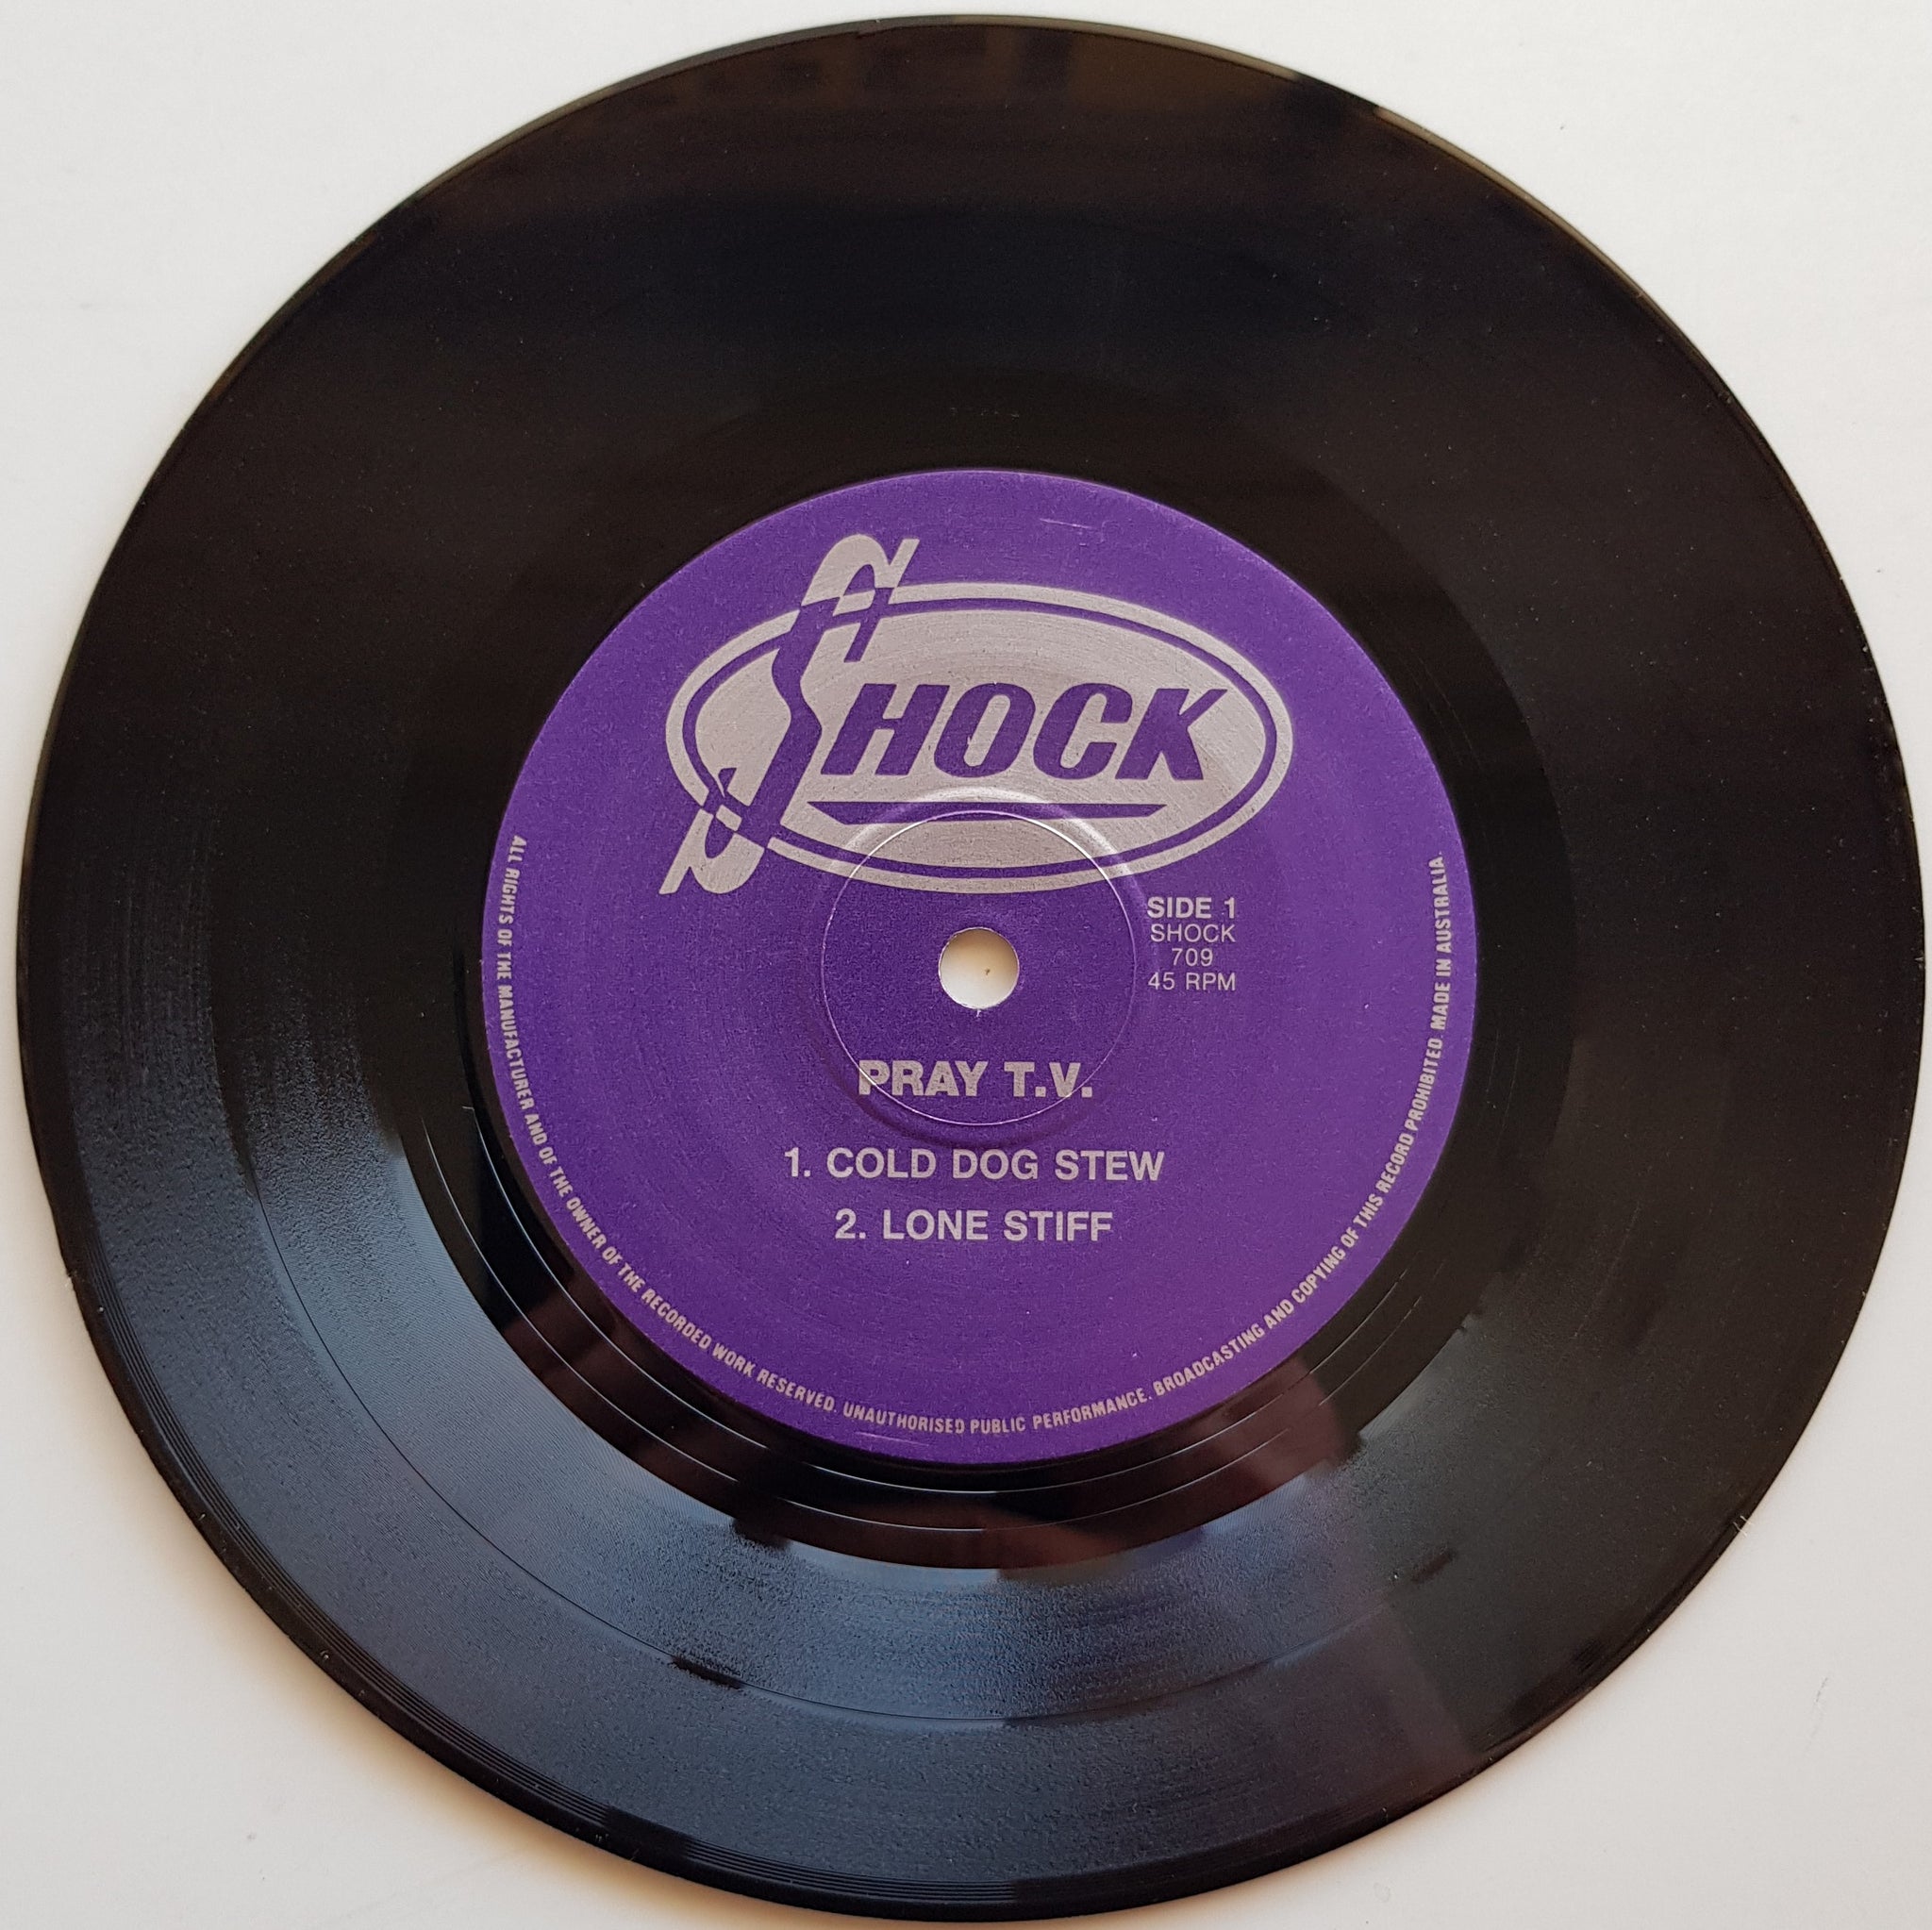 SHOCK
SIDE 1
SHOCK
709
45 RPM
PRAY T.V.
1. COLD DOG STEW
2. LONE STIFF
ALL RIGHTS OF THE MANUFACTURER AND OF THE OWNER OF THE RECORDED WORK RESERVED. UNAUTHORISED PUBLIC PERFORMANCE. BROADCASTING AND COPYING OF THIS RECORD PROHIBITED. MADE IN AUSTRALIA.